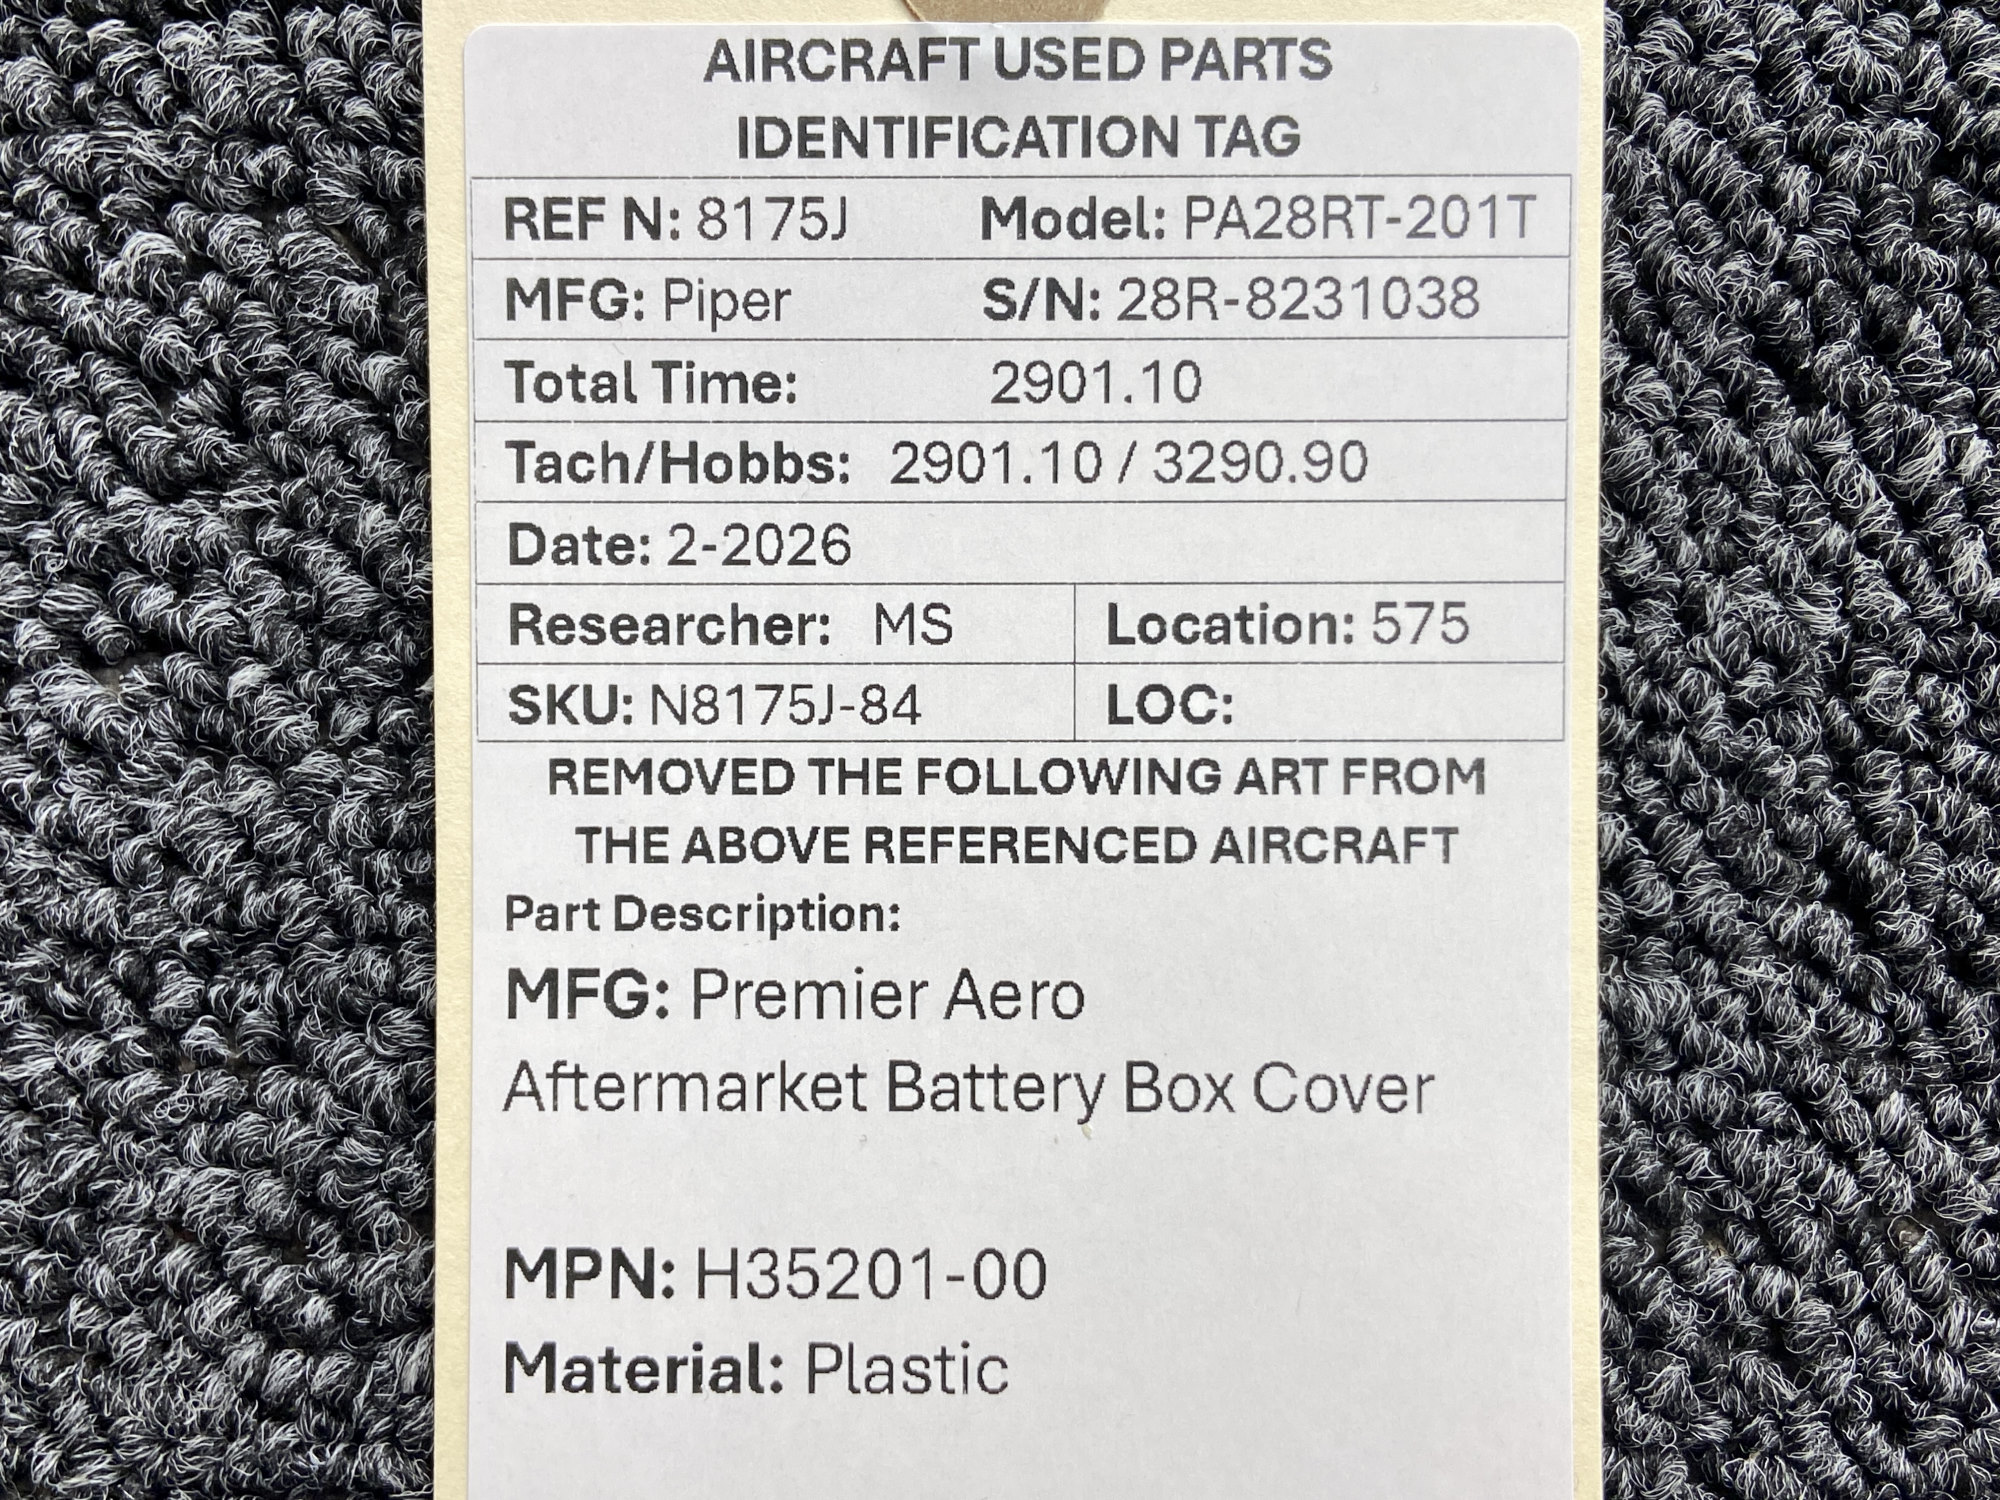 AIRCRAFT USED PARTS
IDENTIFICATION TAG
REF N: 8175J Model: PA28RT-201T
MFG: Piper S/N: 28R-8231038
Total Time: 2901.10
Tach/Hobbs: 2901.10 / 3290.90
Date: 2-2026
Researcher: MS Location: 575
SKU: N8175J-84 LOC:
REMOVED THE FOLLOWING ART FROM
THE ABOVE REFERENCED AIRCRAFT
Part Description:
MFG: Premier Aero
Aftermarket Battery Box Cover
MPN: H35201-00
Material: Plastic